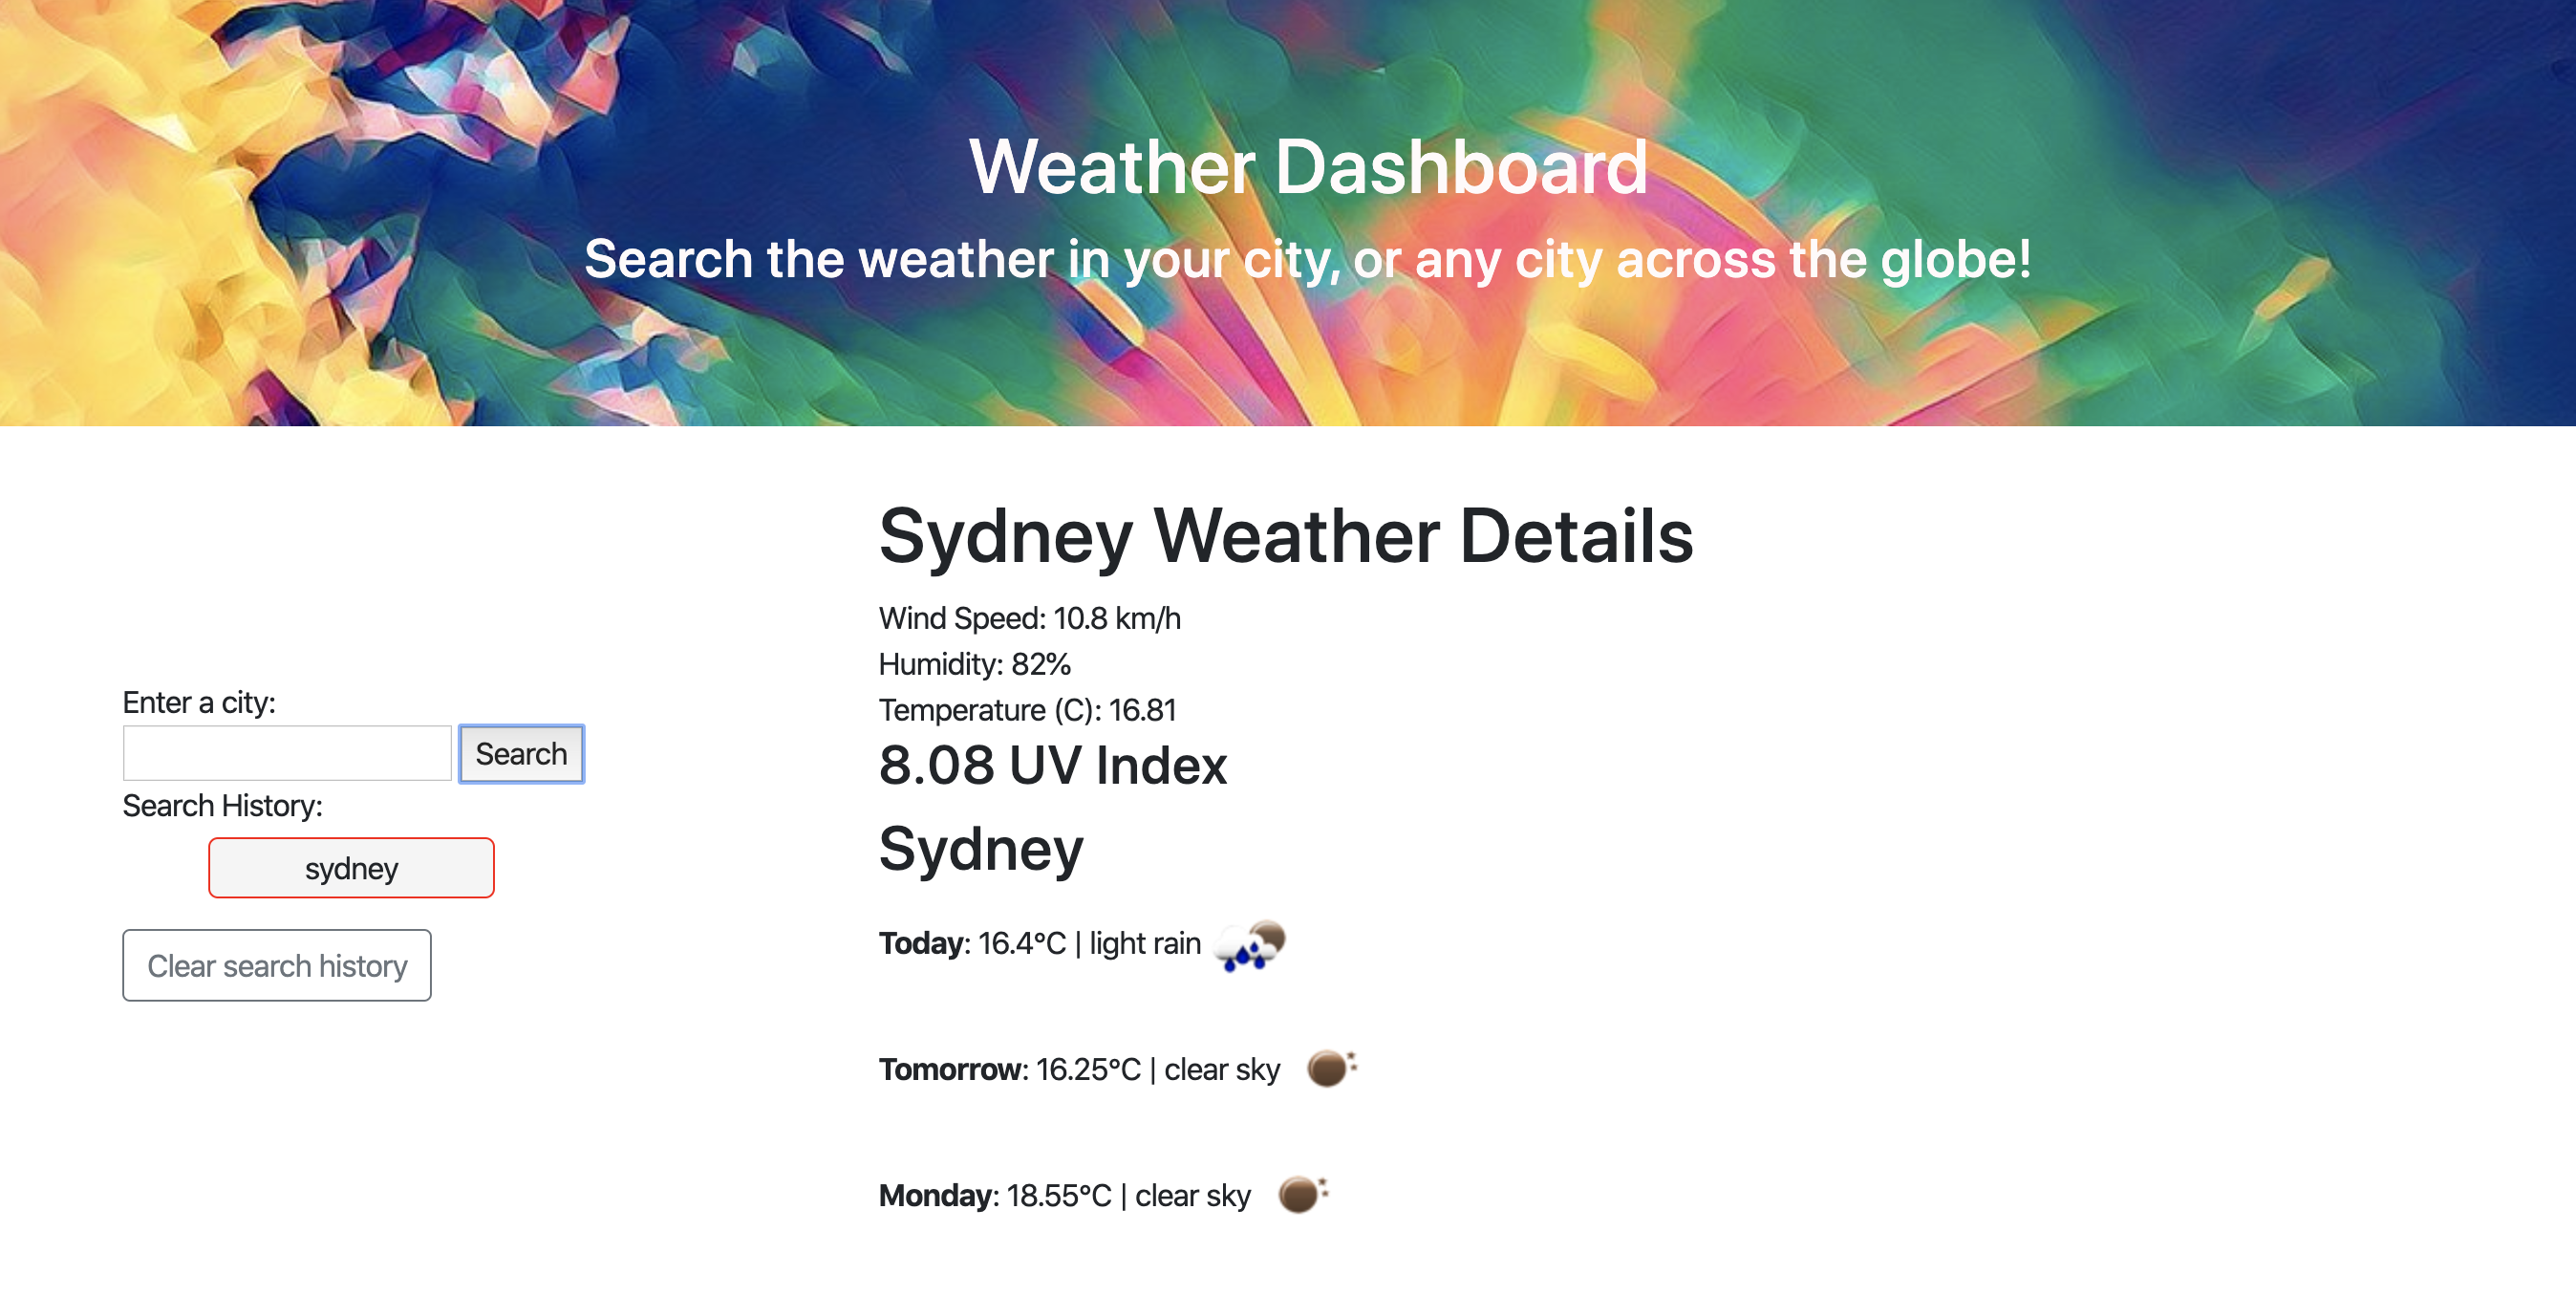 Weather Dashboard
Search the weather in your city, or any city across the globe!
Enter a city:
Search
Search History:
sydney
Clear search history
Sydney Weather Details
Wind Speed: 10.8 km/h
Humidity: 82%
Temperature (C): 16.81
8.08 UV Index
Sydney
Today: 16.4°C | light rain
Tomorrow: 16.25°C | clear sky
Monday: 18.55°C | clear sky